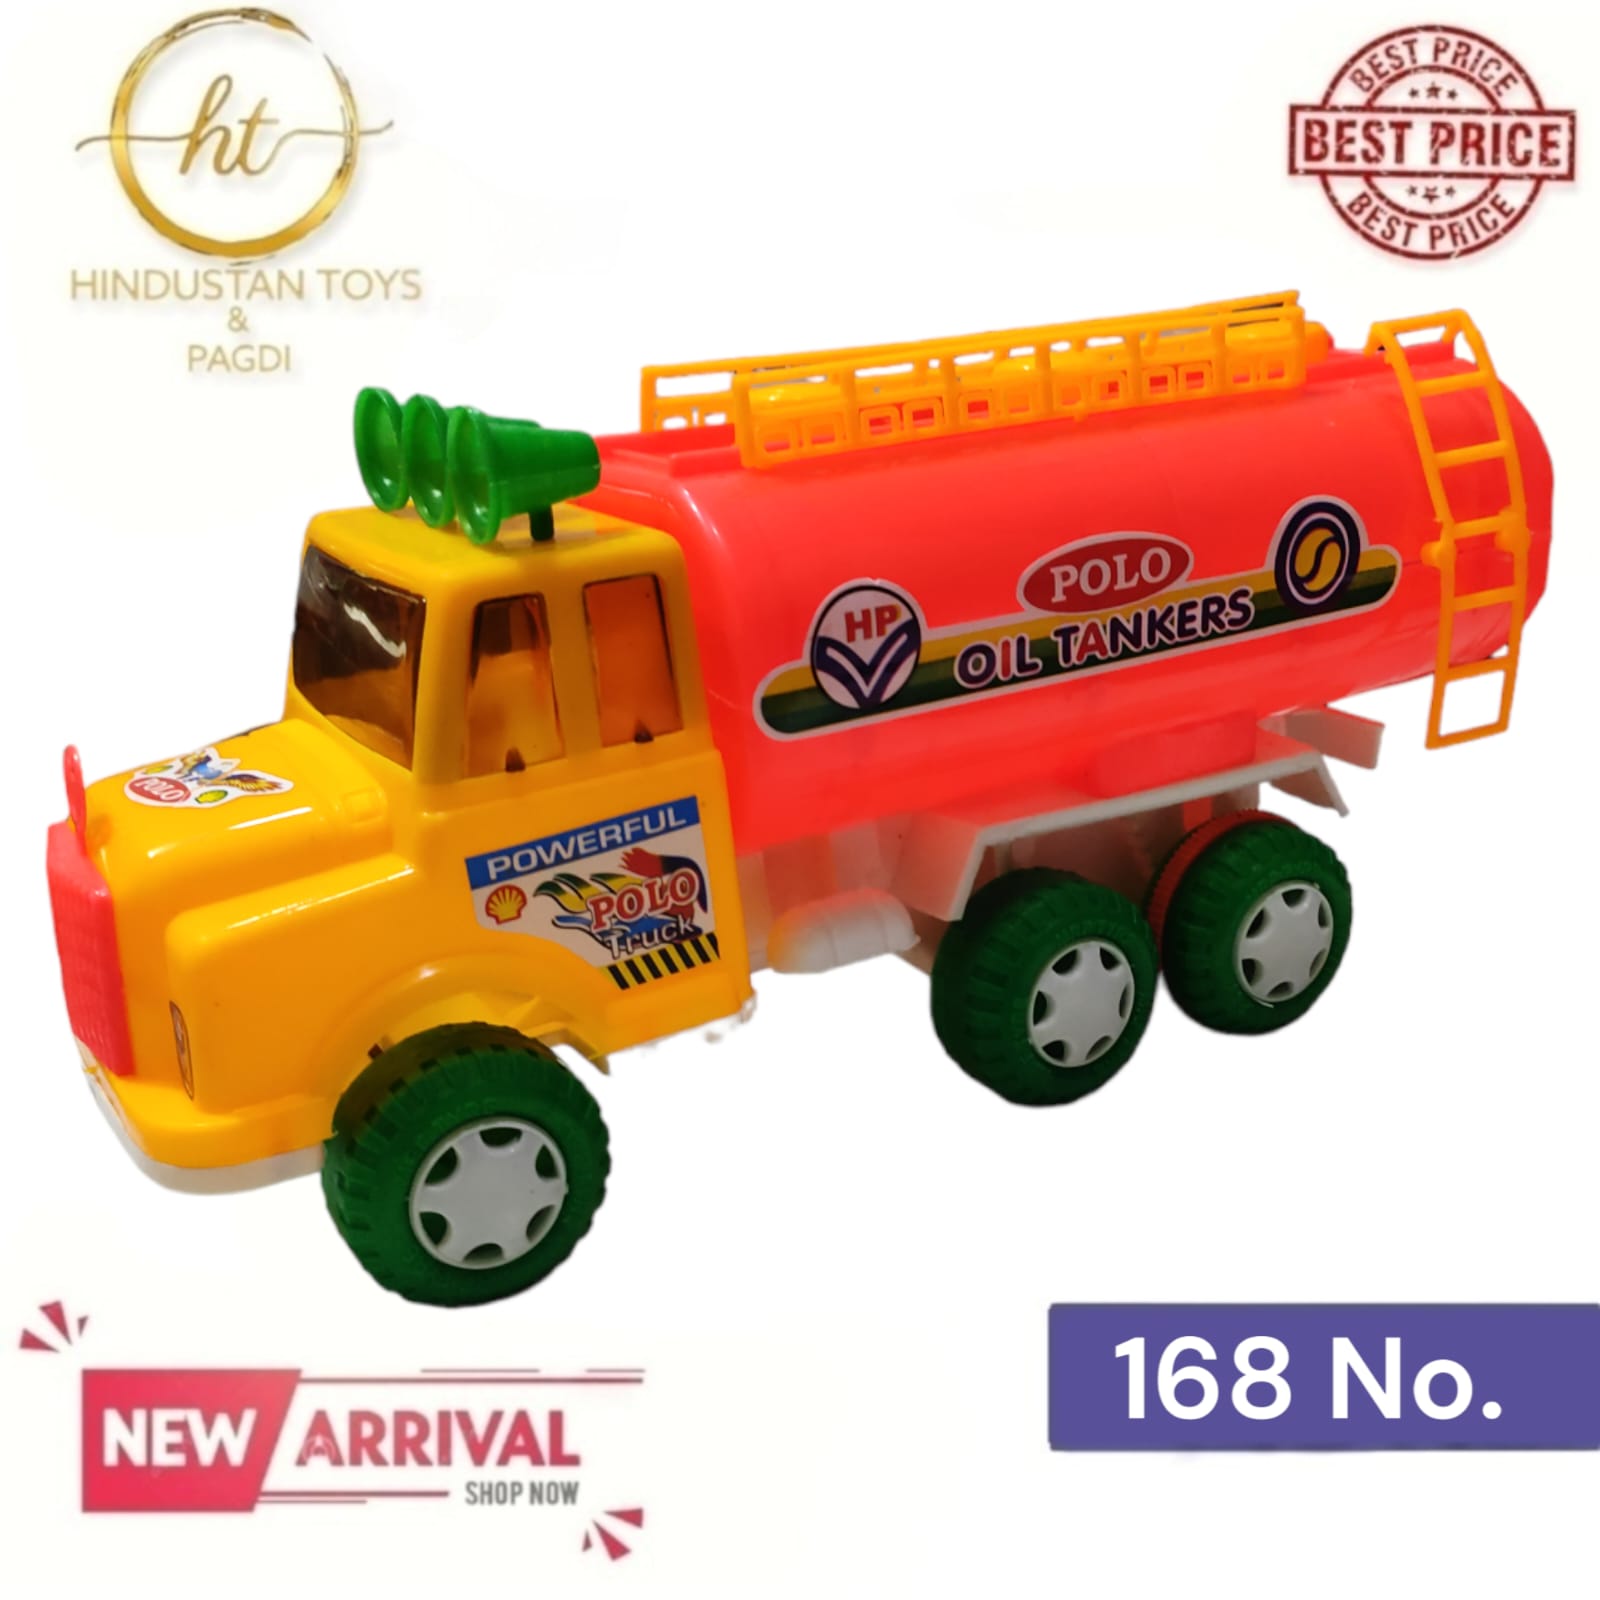 ht
HINDUSTAN TOYS
&
PAGDI
BEST PRICE
BEST PRICE
BEST PRICE
POLO
HP
OIL TANKERS
POLO
POWERFUL
POLO
Truck
168 No.
NEW ARRIVAL
SHOP NOW